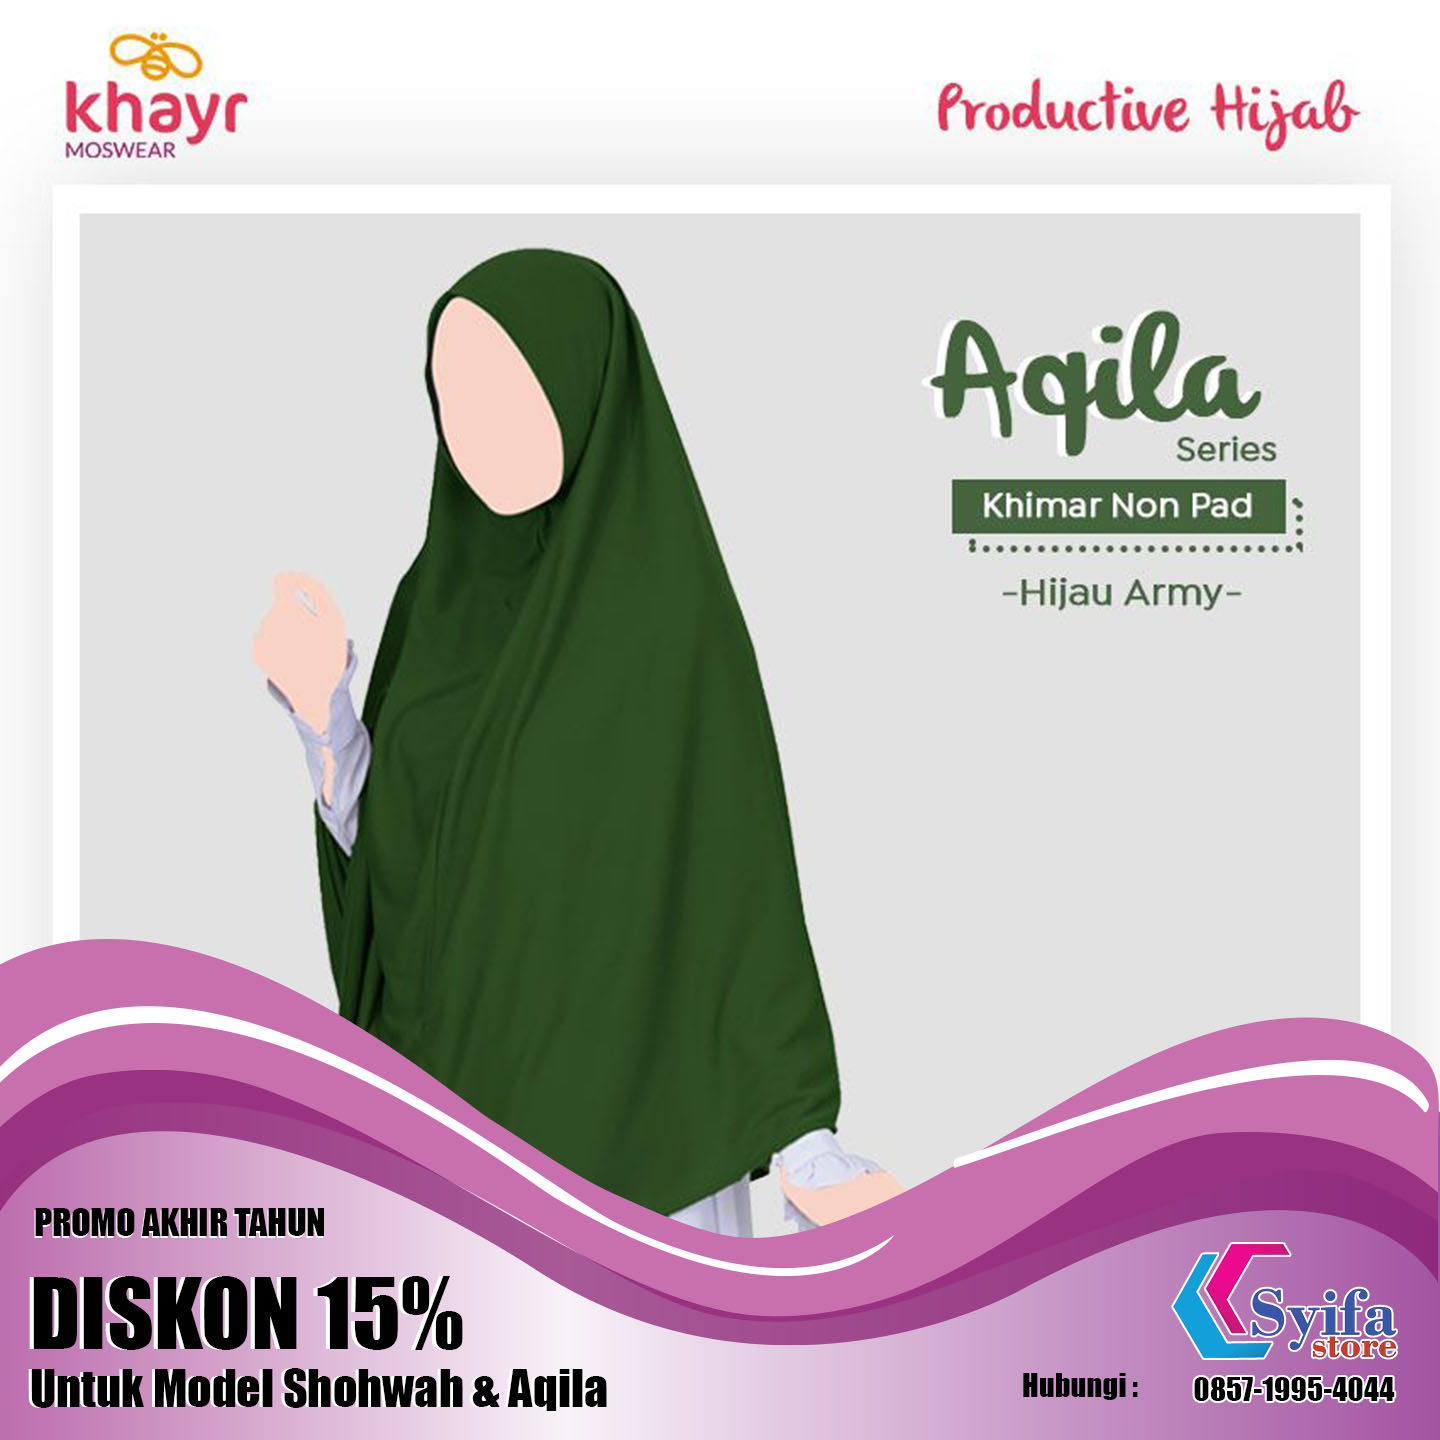 khayr
MOSWEAR
Productive Hijab
Aqila
Series
Khimar Non Pad
-Hijau Army-
PROMO AKHIR TAHUN
DISKON 15%
Untuk Model Shohwah & Aqila
Syifa
store
Hubungi : 0857-1995-4044